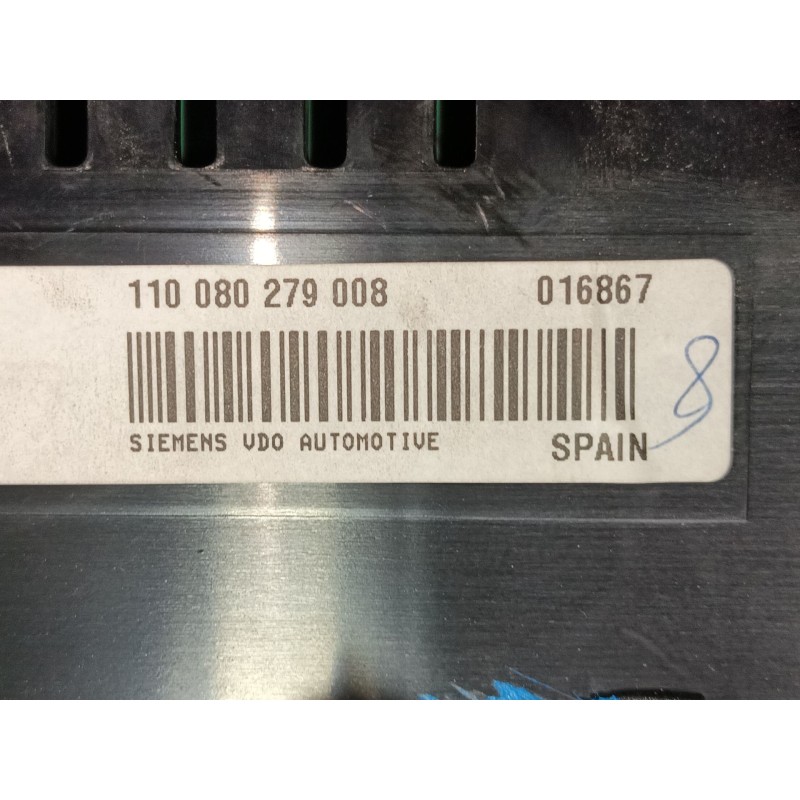 110 080 279 008 016867
SIEMENS VDO AUTOMOTIVE SPAIN
8